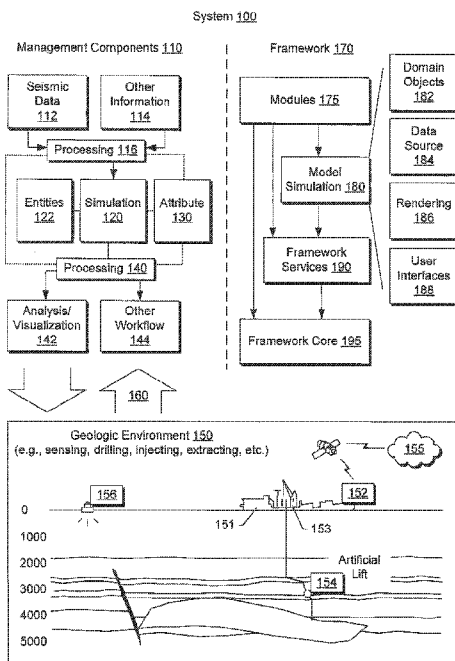 System 100
Management Components 110
Framework 170
Seismic Data 112
Other Information 114
Processing 116
Entities 122
Simulation 120
Attribute 130
Processing 140
Analysis/ Visualization 142
Other Workflow 144
160
Modules 175
Model Simulation 180
Framework Services 190
Framework Core 195
Domain Objects 182
Data Source 184
Rendering 186
User Interfaces 188
Geologic Environment 150
(e.g., sensing, drilling, injecting, extracting, etc.)
155
156
152
151
153
Artificial Lift
154
0
1000
2000
3000
4000
5000